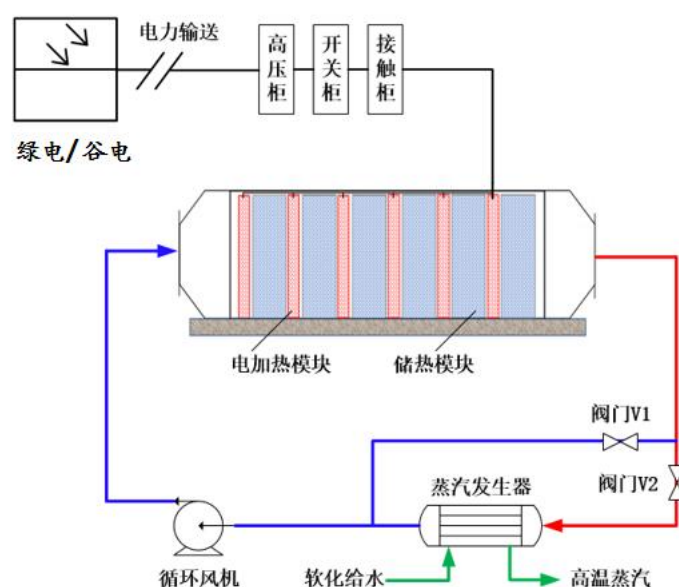 电力输送
高压柜
开关柜
接触柜
绿电/谷电
电加热模块
储热模块
阀门V1
阀门V2
蒸汽发生器
循环风机
软化给水
高温蒸汽